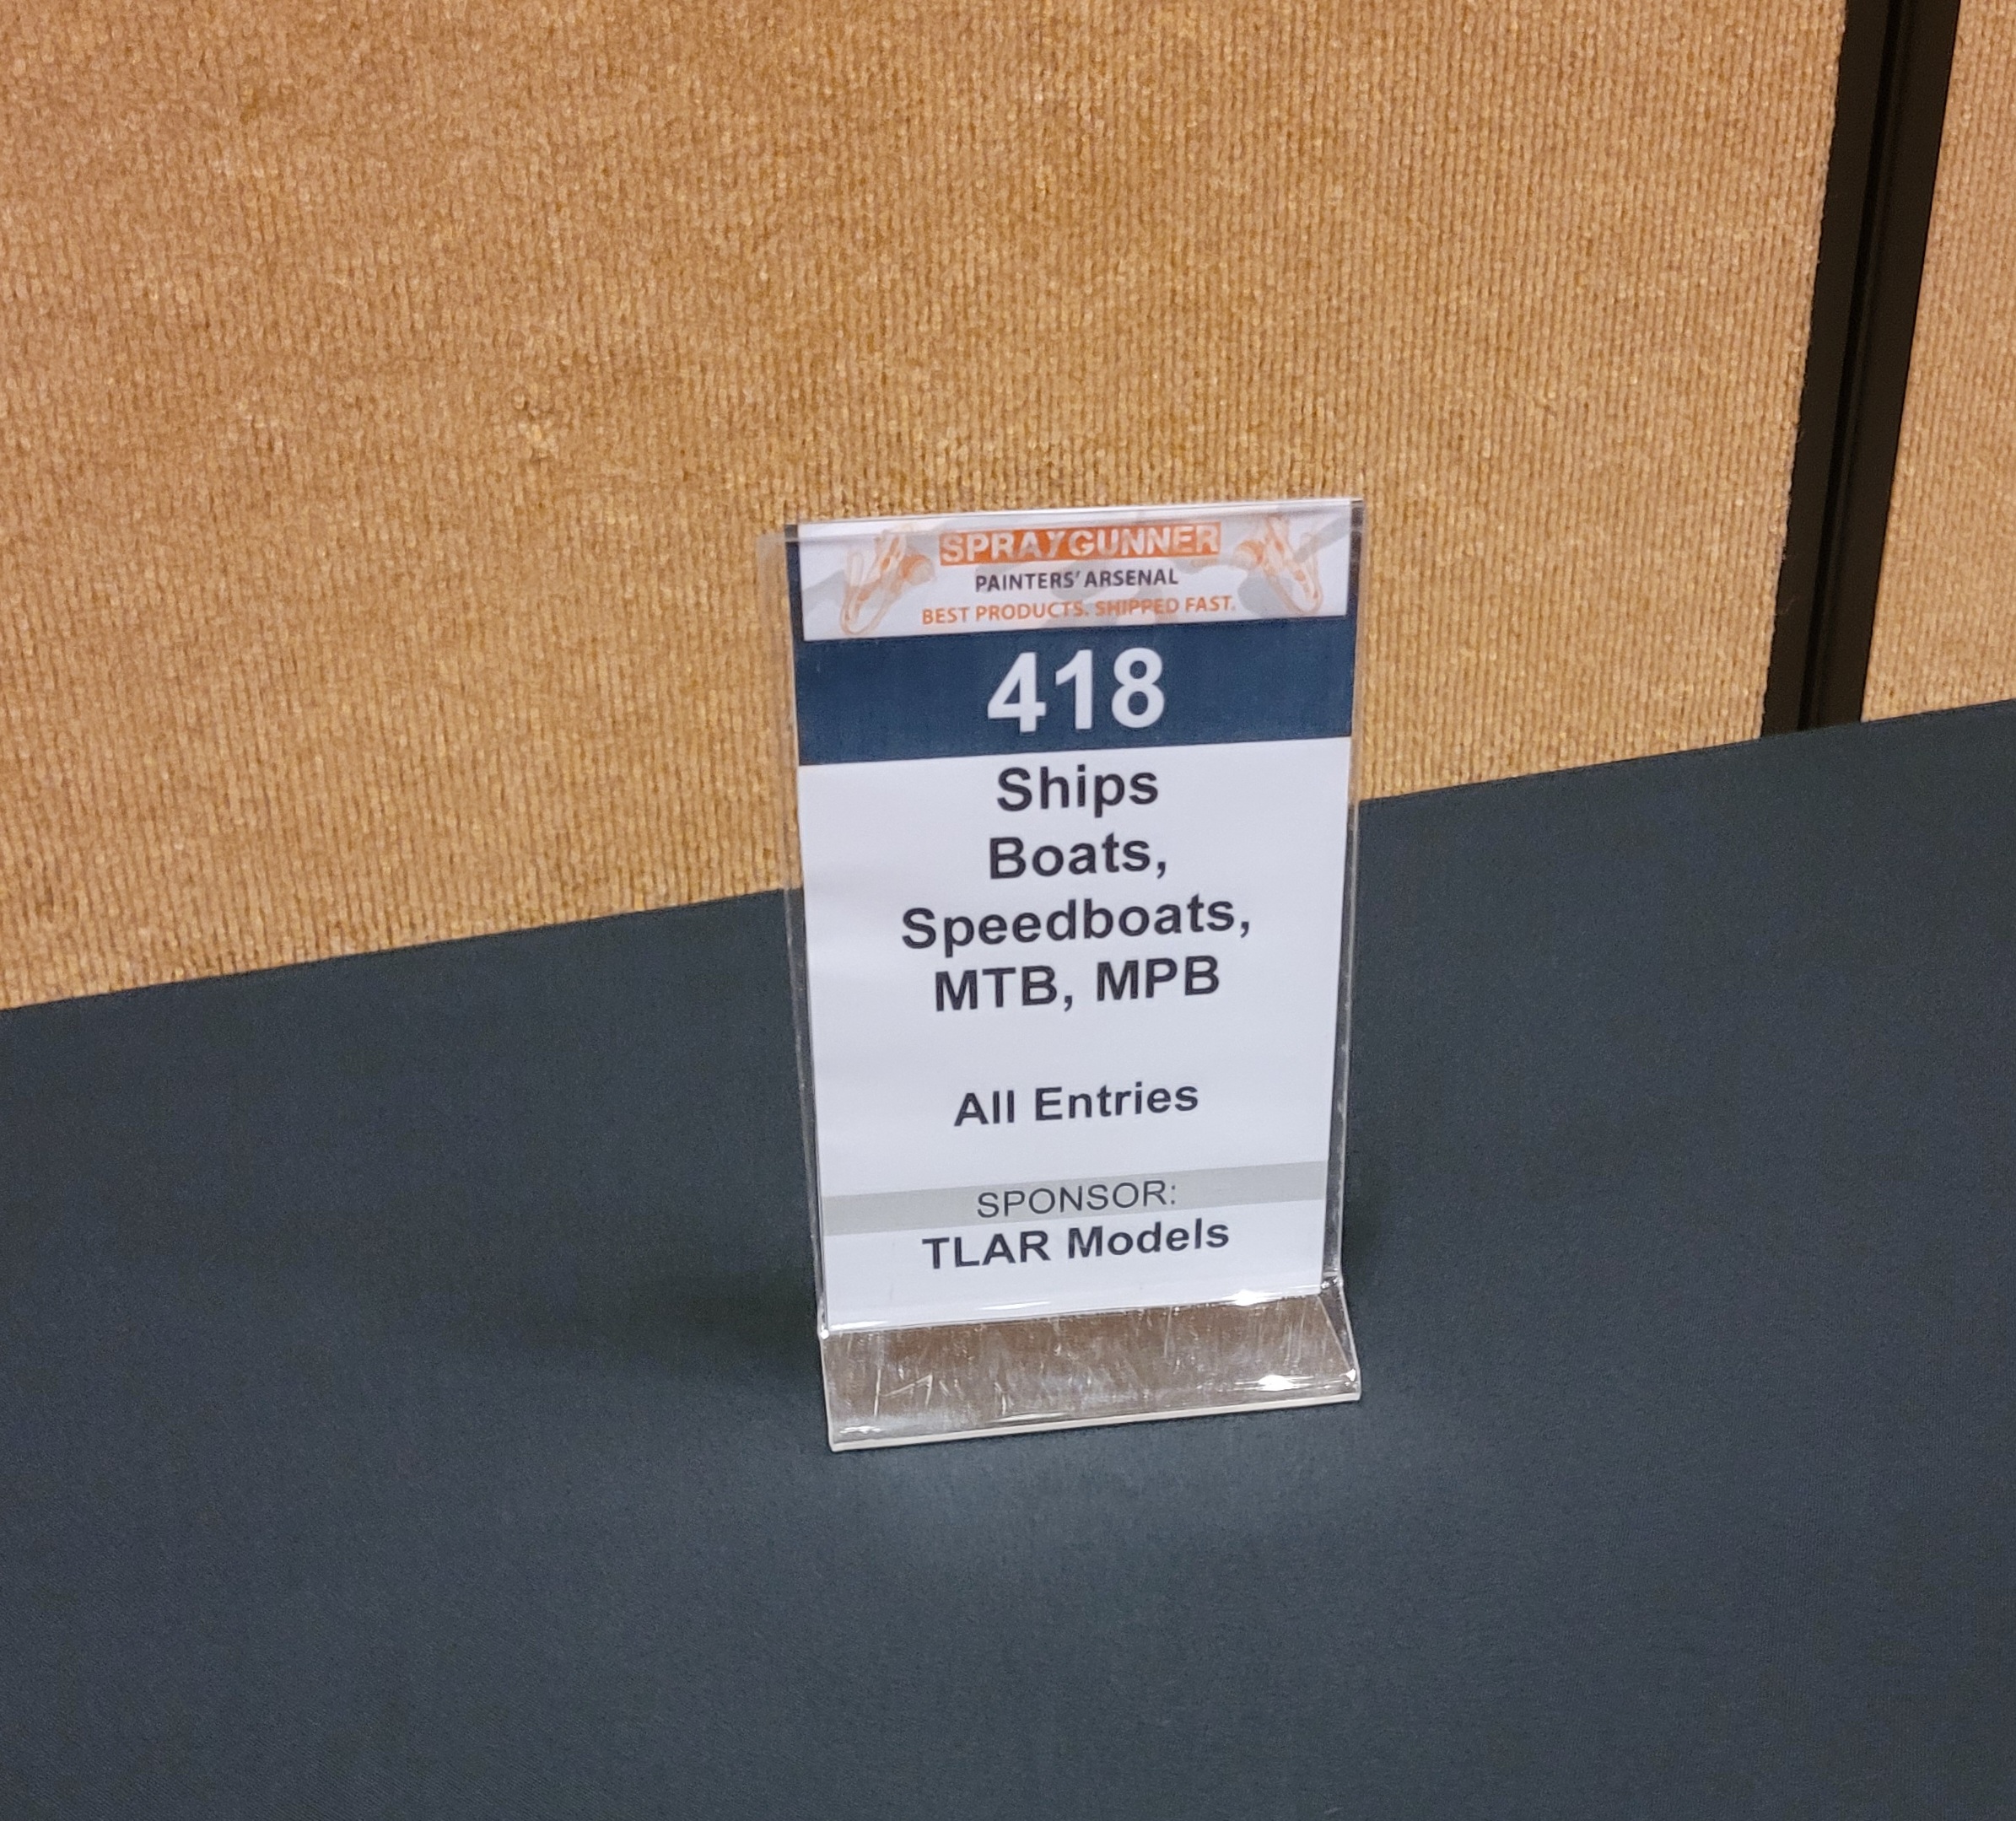 SPRAYGUNNER
PAINTERS' ARSENAL
BEST PRODUCTS. SHIPPED FAST.
418
Ships
Boats,
Speedboats,
MTB, MPB
All Entries
SPONSOR:
TLAR Models